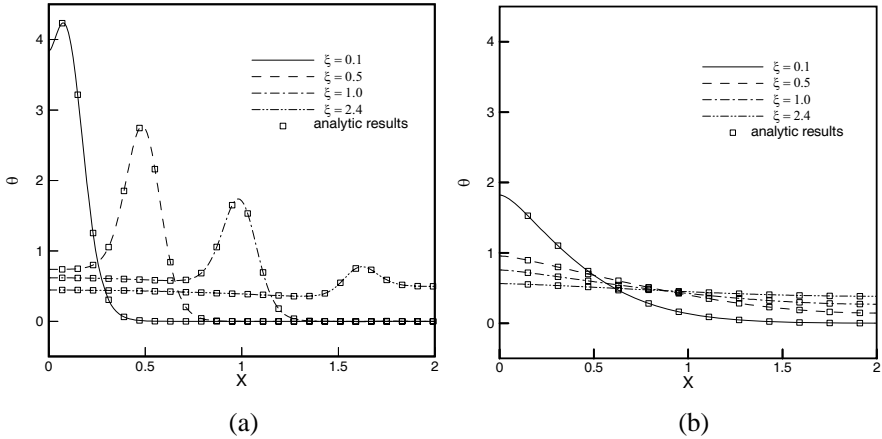 4
3
2
1
0
θ
ξ = 0.1
ξ = 0.5
ξ = 1.0
ξ = 2.4
analytic results
0 0.5 1 1.5 2
X
(a)
4
3
2
1
0
θ
ξ = 0.1
ξ = 0.5
ξ = 1.0
ξ = 2.4
analytic results
0 0.5 1 1.5 2
X
(b)